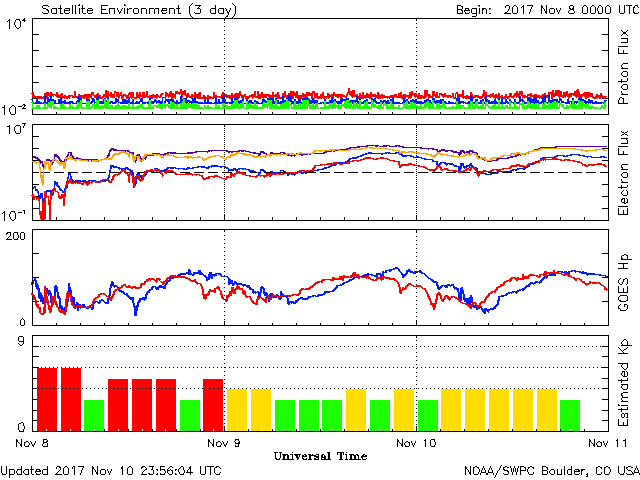 Satellite Environment (3 day)
Begin: 2017 Nov 8 0000 UTC
10^4
10^-2
Proton Flux
10^7
10^-1
Electron Flux
200
0
GOES Hp
9
0
Estimated Kp
Nov 8
Nov 9
Nov 10
Nov 11
Universal Time
Updated 2017 Nov 10 23:56:04 UTC
NOAA/SWPC Boulder, CO USA